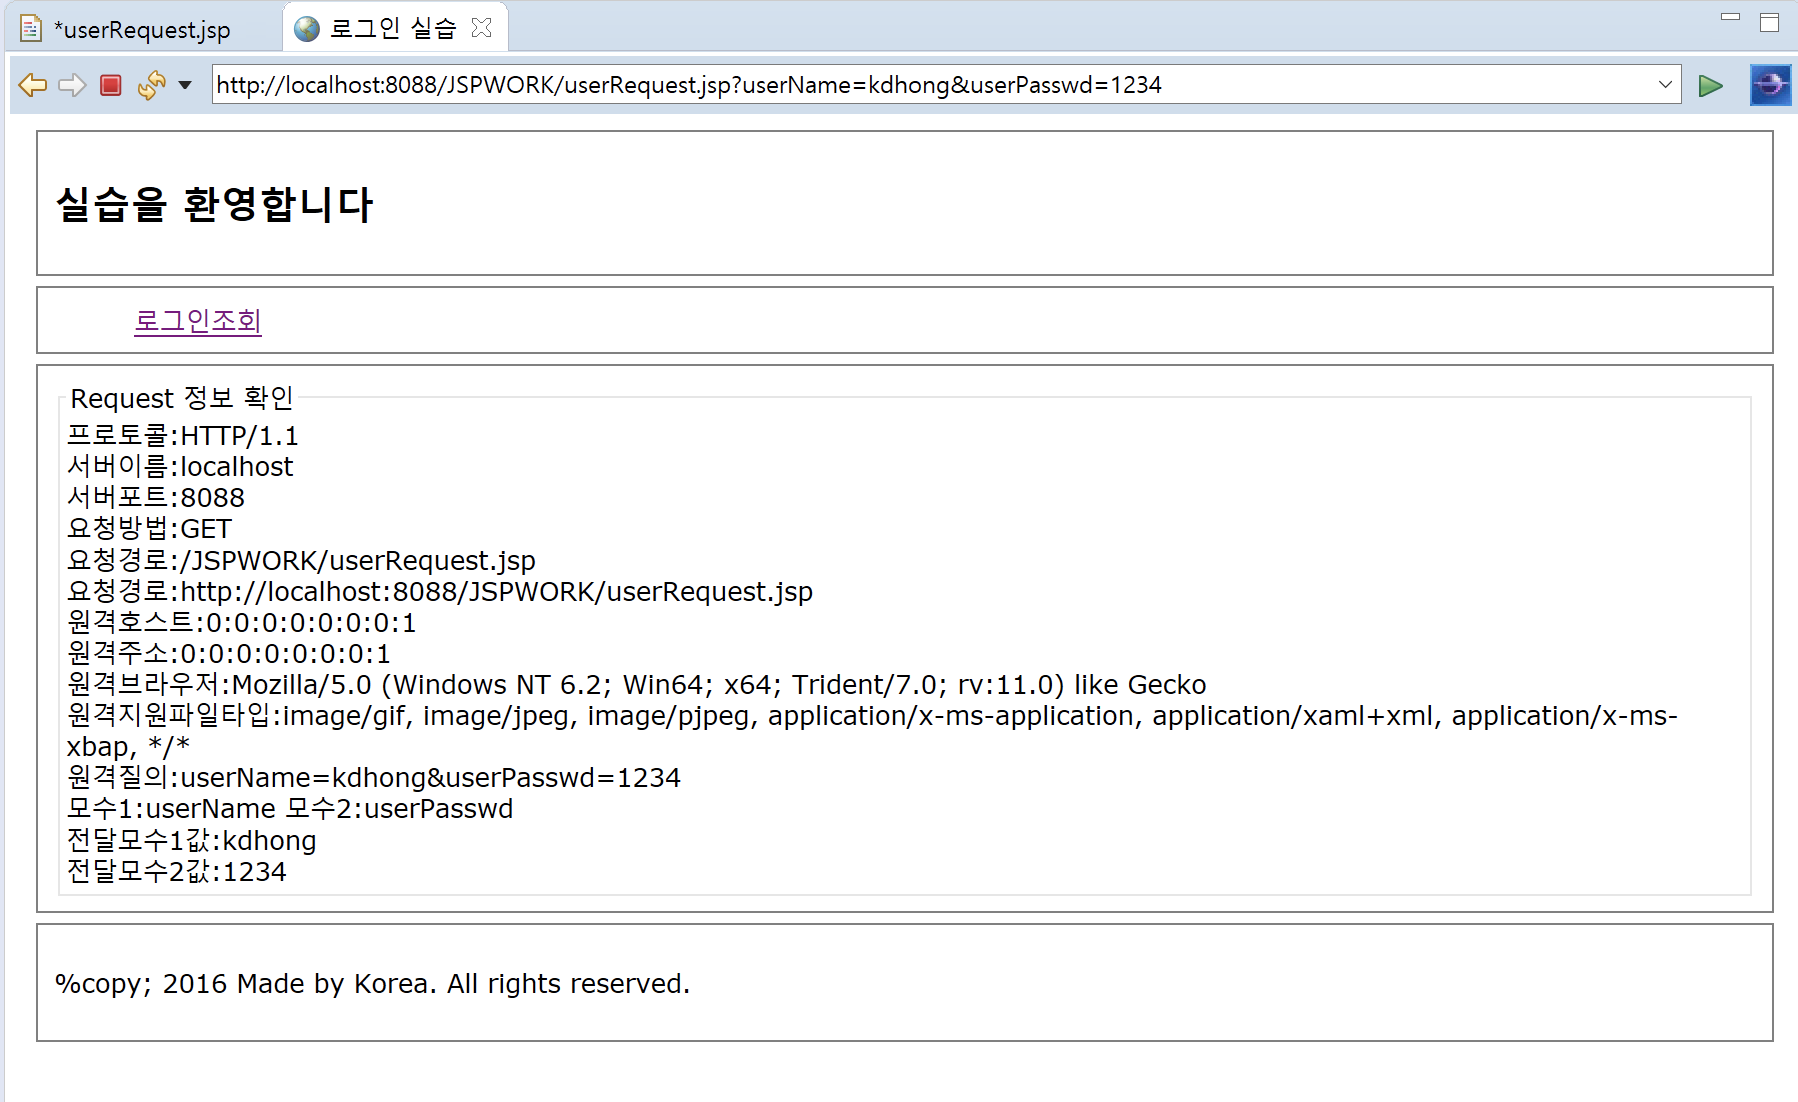 *userRequest.jsp
로그인 실습
http://localhost:8088/JSPWORK/userRequest.jsp?userName=kdhong&userPasswd=1234
실습을 환영합니다
로그인조회
Request 정보 확인
프로토콜:HTTP/1.1
서버이름:localhost
서버포트:8088
요청방법:GET
요청경로:/JSPWORK/userRequest.jsp
요청경로:http://localhost:8088/JSPWORK/userRequest.jsp
원격호스트:0:0:0:0:0:0:0:1
원격주소:0:0:0:0:0:0:0:1
원격브라우저:Mozilla/5.0 (Windows NT 6.2; Win64; x64; Trident/7.0; rv:11.0) like Gecko
원격지원파일타입:image/gif, image/jpeg, image/pjpeg, application/x-ms-application, application/xaml+xml, application/x-ms-
xbap, */*
원격질의:userName=kdhong&userPasswd=1234
모수1:userName 모수2:userPasswd
전달모수1값:kdhong
전달모수2값:1234
%copy; 2016 Made by Korea. All rights reserved.